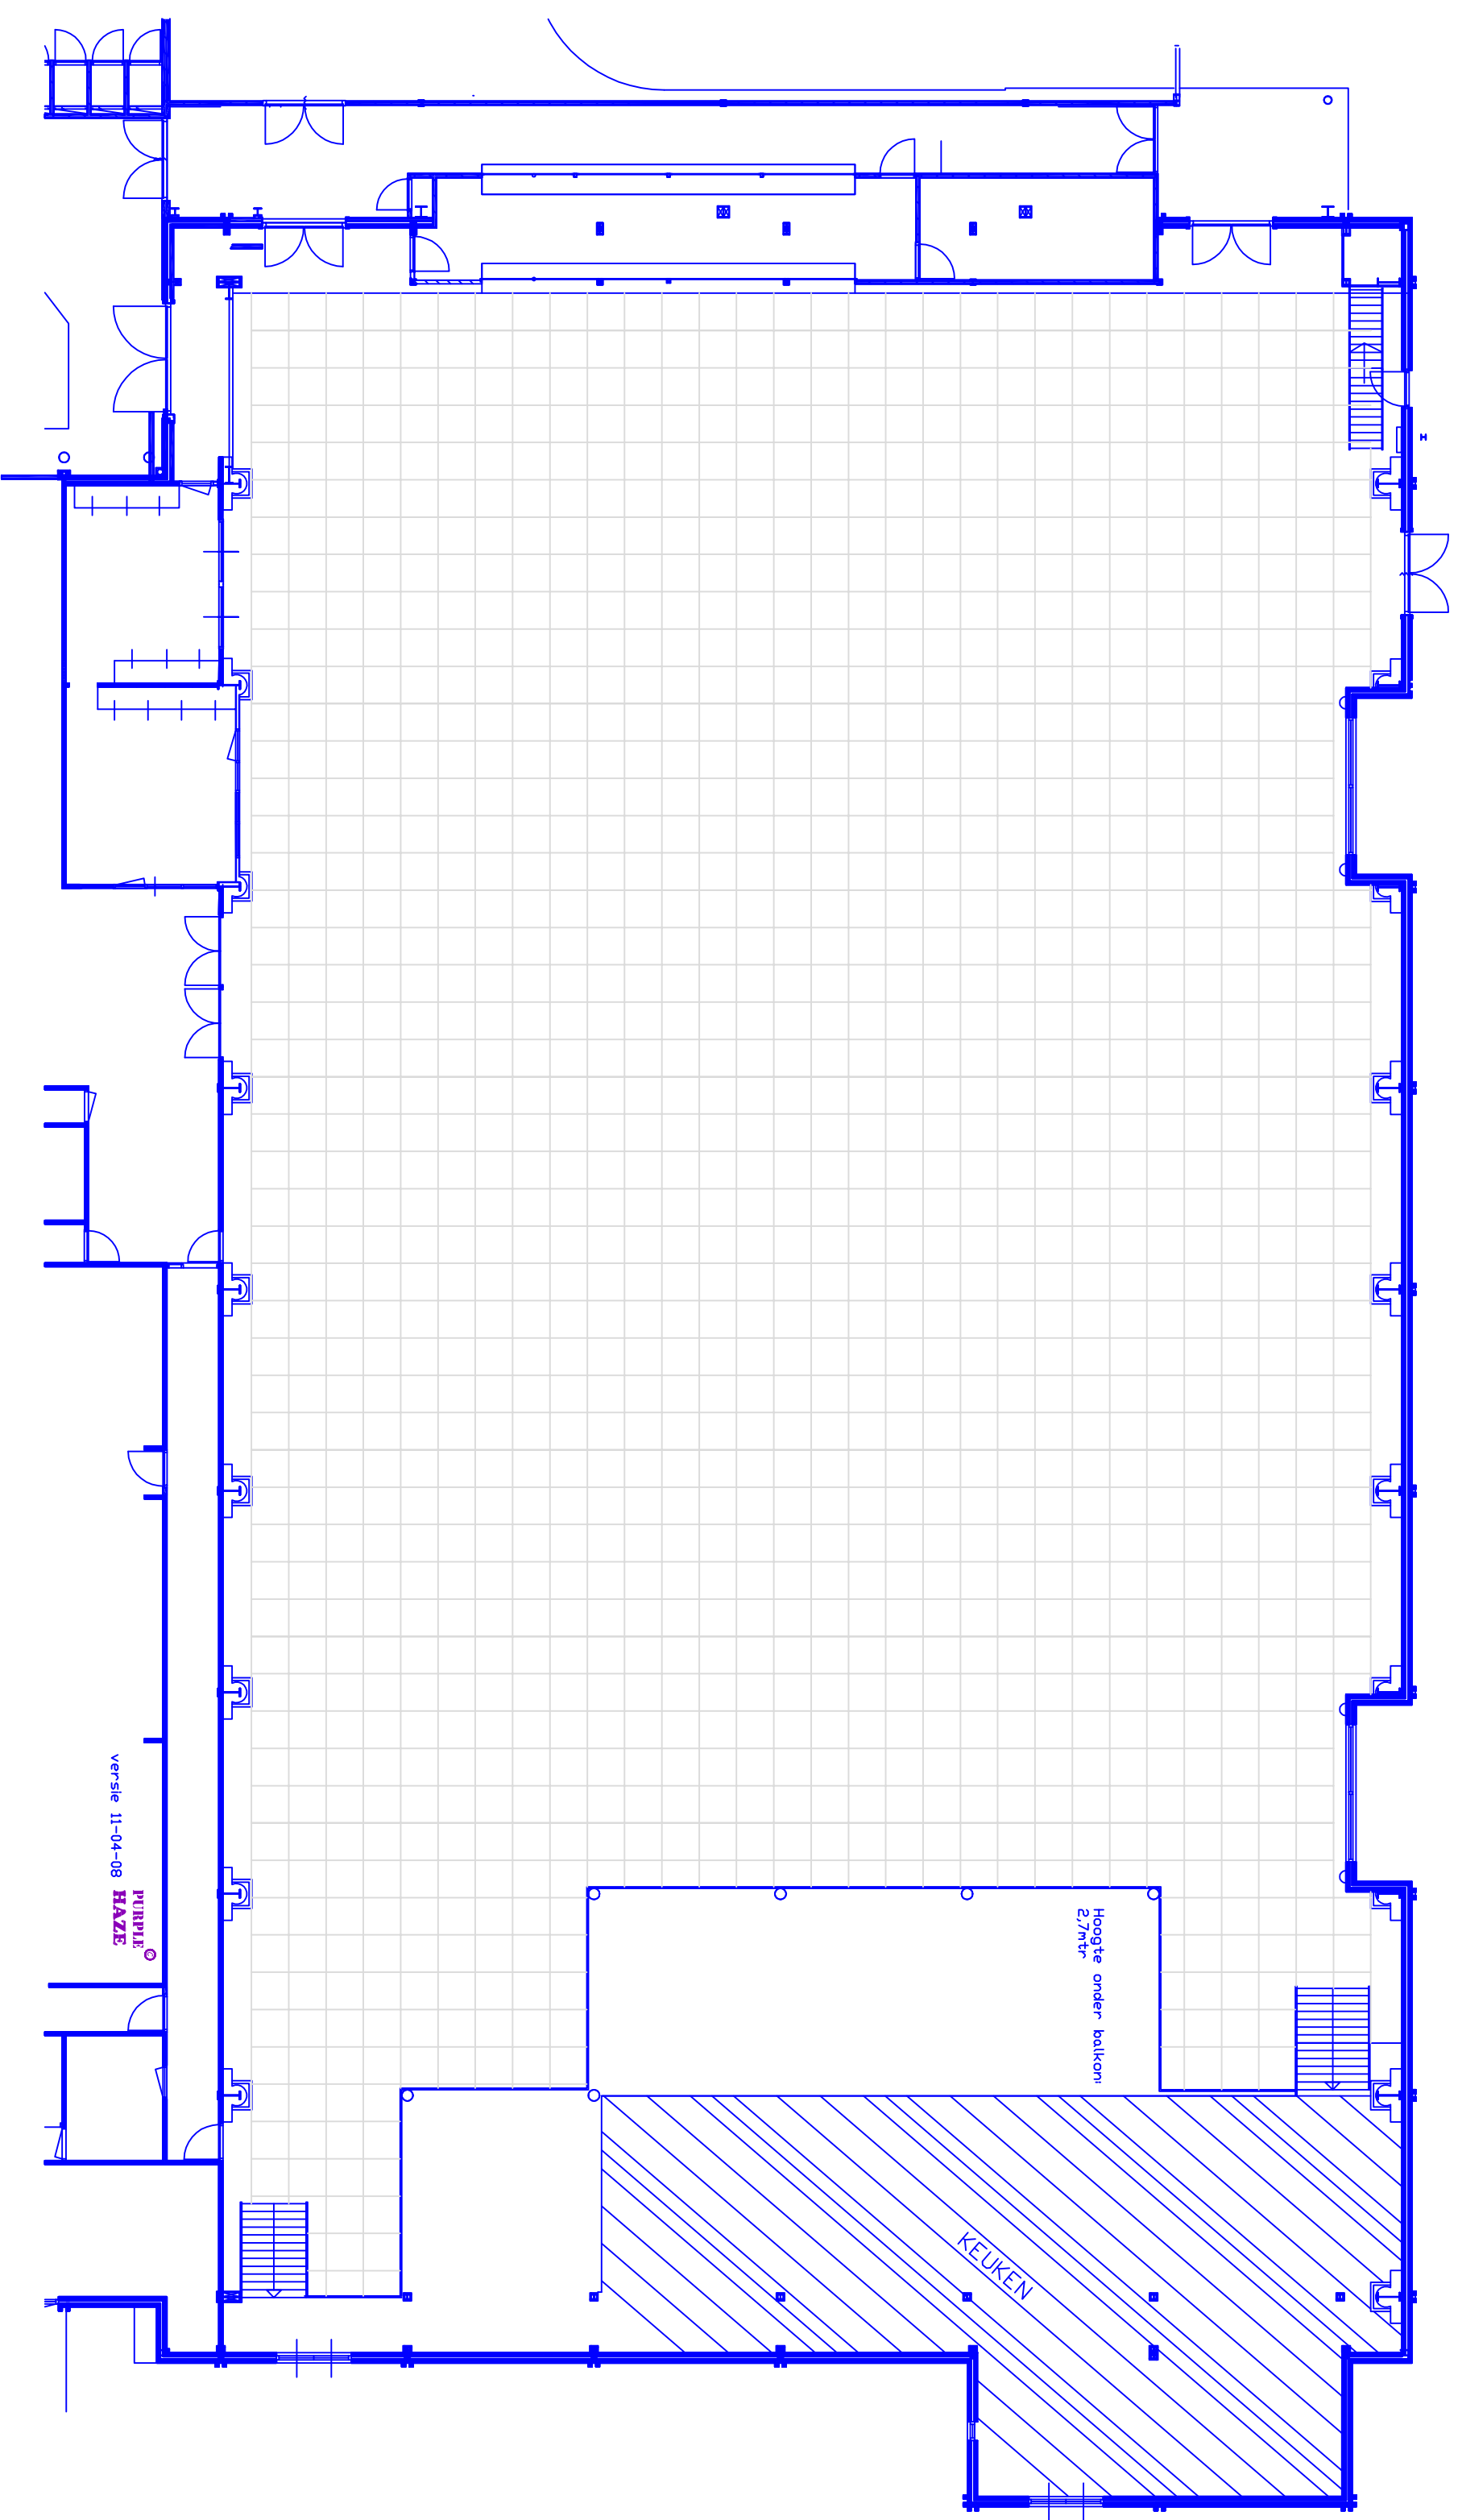 versie 11-04-08
PURPLE
HAZE
©
Hoogte onder balkon:
2,7mtr
KEUKEN